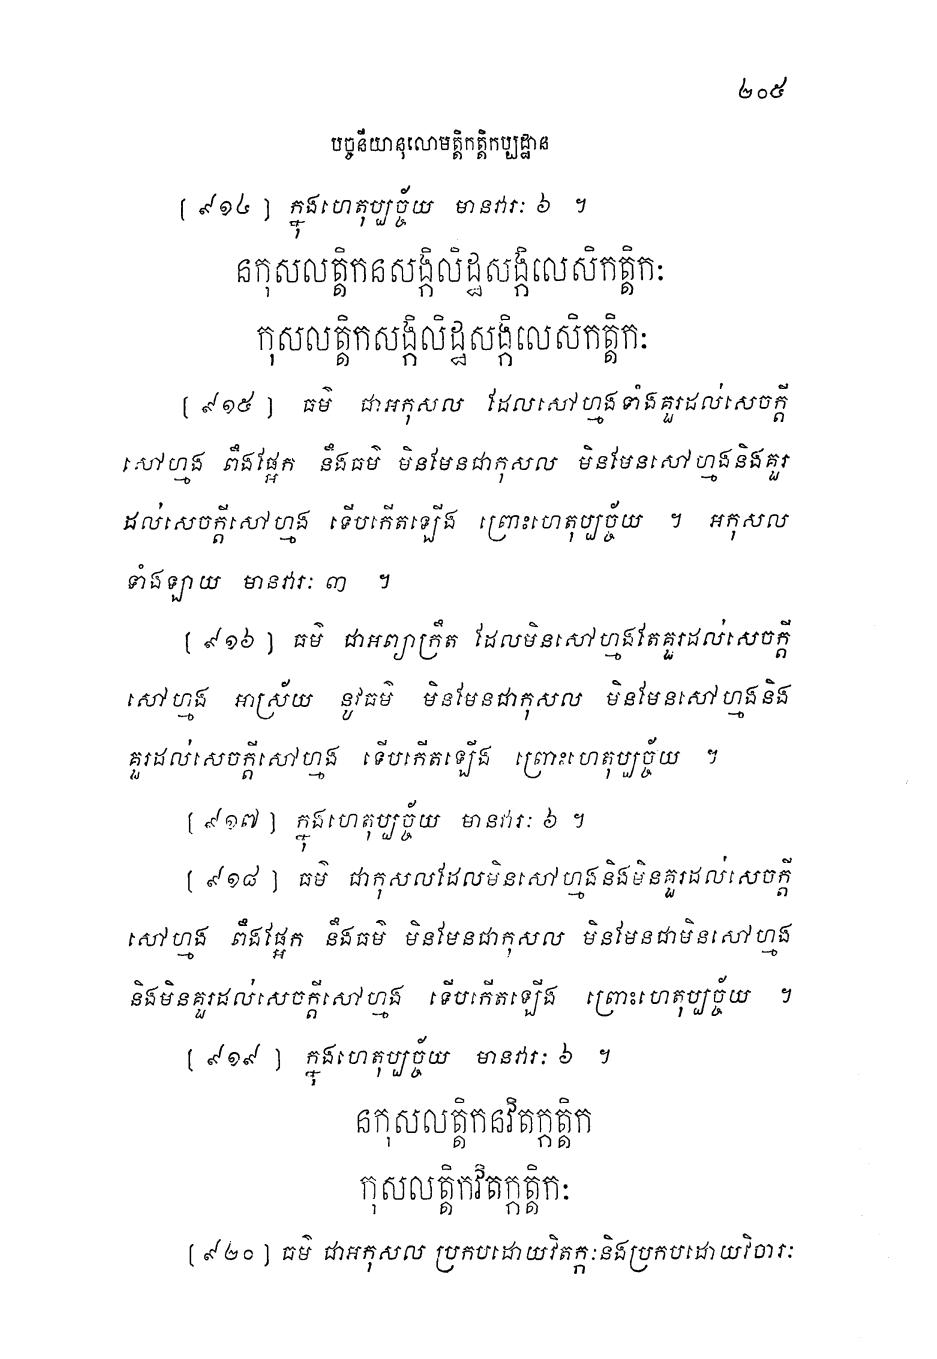 ២០៥
បច្ចនីយានុលោមត្តិកត្តិកប្បដ្ឋាន
[ ៩១៤ ] ក្នុងហេតុប្បច្ច័យ មានវារៈ ៦ ។
នកុសលត្តិកនសង្កិលិដ្ឋសង្កិលេសិកត្តិកៈ
កុសលត្តិកសង្កិលិដ្ឋសង្កិលេសិកត្តិកៈ
[ ៩១៥ ] ធម៌ ជាអកុសល ដែលសៅហ្មងទាំងគួរដល់សេចក្តី
សៅហ្មង ពឹងផ្អែក នឹងធម៌ មិនមែនជាកុសល មិនមែនសៅហ្មងនិងគួរ
ដល់សេចក្តីសៅហ្មង ទើបកើតឡើង ព្រោះហេតុប្បច្ច័យ ។ អកុសល
ទាំងឡាយ មានវារៈ ៣ ។
[ ៩១៦ ] ធម៌ ជាអព្យាក្រឹត ដែលមិនសៅហ្មងតែគួរដល់សេចក្តី
សៅហ្មង អាស្រ័យ នូវធម៌ មិនមែនជាកុសល មិនមែនសៅហ្មងនិង
គួរដល់សេចក្តីសៅហ្មង ទើបកើតឡើង ព្រោះហេតុប្បច្ច័យ ។
[ ៩១៧ ] ក្នុងហេតុប្បច្ច័យ មានវារៈ ៦ ។
[ ៩១៨ ] ធម៌ ជាកុសលដែលមិនសៅហ្មងនិងមិនគួរដល់សេចក្តី
សៅហ្មង ពឹងផ្អែក នឹងធម៌ មិនមែនជាកុសល មិនមែនជាមិនសៅហ្មង
និងមិនគួរដល់សេចក្តីសៅហ្មង ទើបកើតឡើង ព្រោះហេតុប្បច្ច័យ ។
[ ៩១៩ ] ក្នុងហេតុប្បច្ច័យ មានវារៈ ៦ ។
នកុសលត្តិកនវិតក្កត្តិក
កុសលត្តិកវិតក្កត្តិកៈ
[ ៩២០ ] ធម៌ ជាអកុសល ប្រកបដោយវិតក្កៈនិងប្រកបដោយវិចារៈ